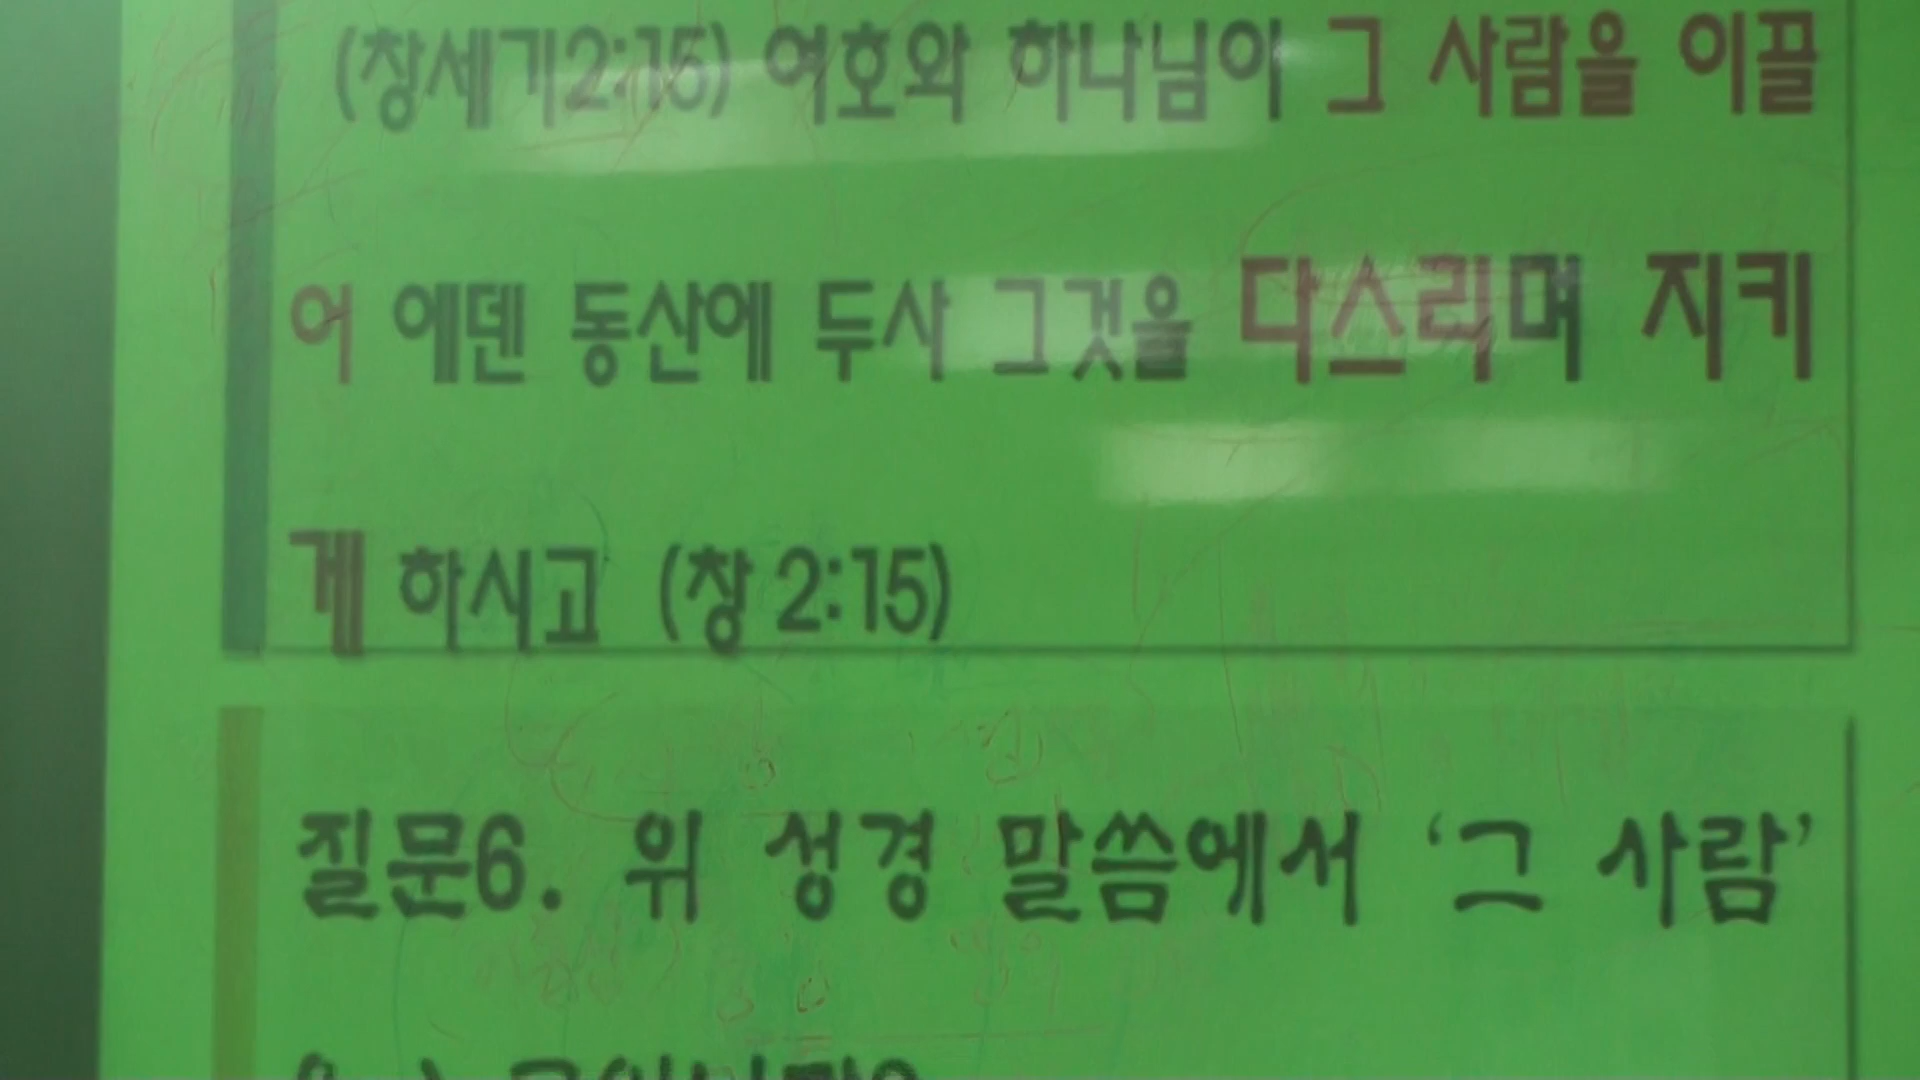 (창세기2:15) 여호와 하나님이 그 사람을 이끌
어 에덴 동산에 두사 그것을 다스리며 지키
게 하시고 (창 2:15)
질문6. 위 성경 말씀에서 ‘그 사람’